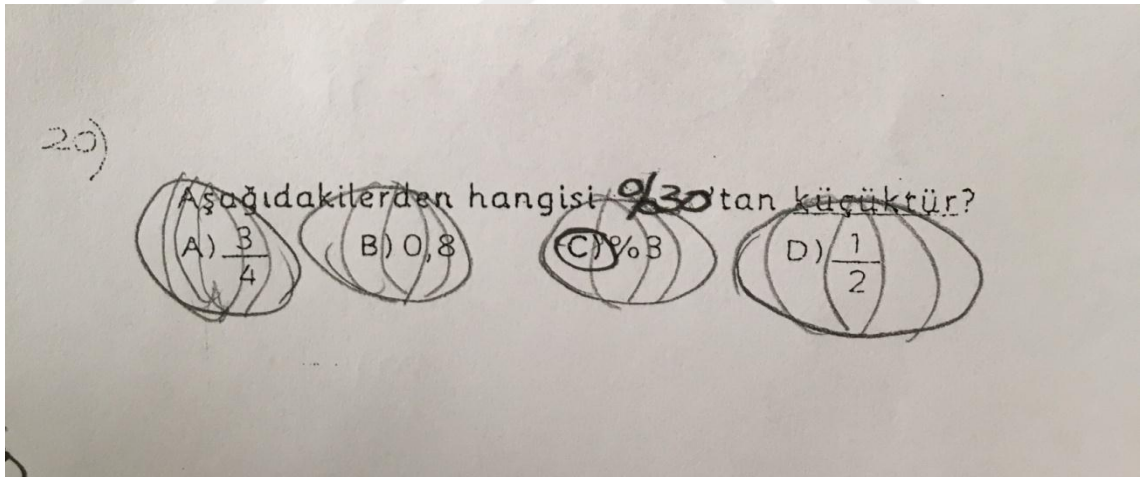 20)
Aşağıdakilerden hangisi %30'tan küçüktür?
A) 3/4 B) 0,8 C) %3 D) 1/2